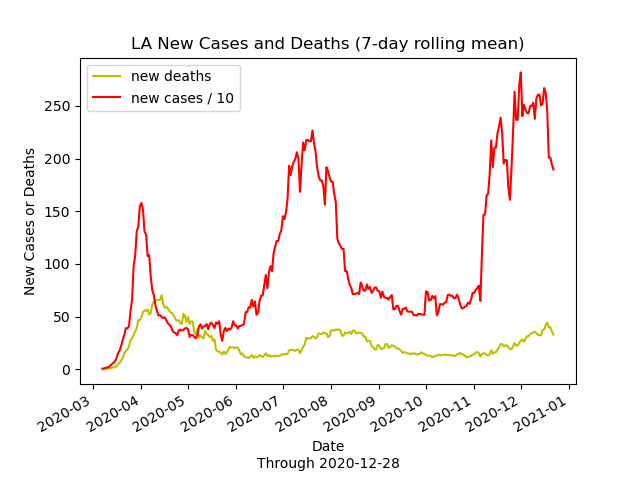 LA New Cases and Deaths (7-day rolling mean)
new deaths
new cases / 10
New Cases or Deaths
250
200
150
100
50
0
2020-03
2020-04
2020-05
2020-06
2020-07
2020-08
2020-09
2020-10
2020-11
2020-12
2021-01
Date
Through 2020-12-28